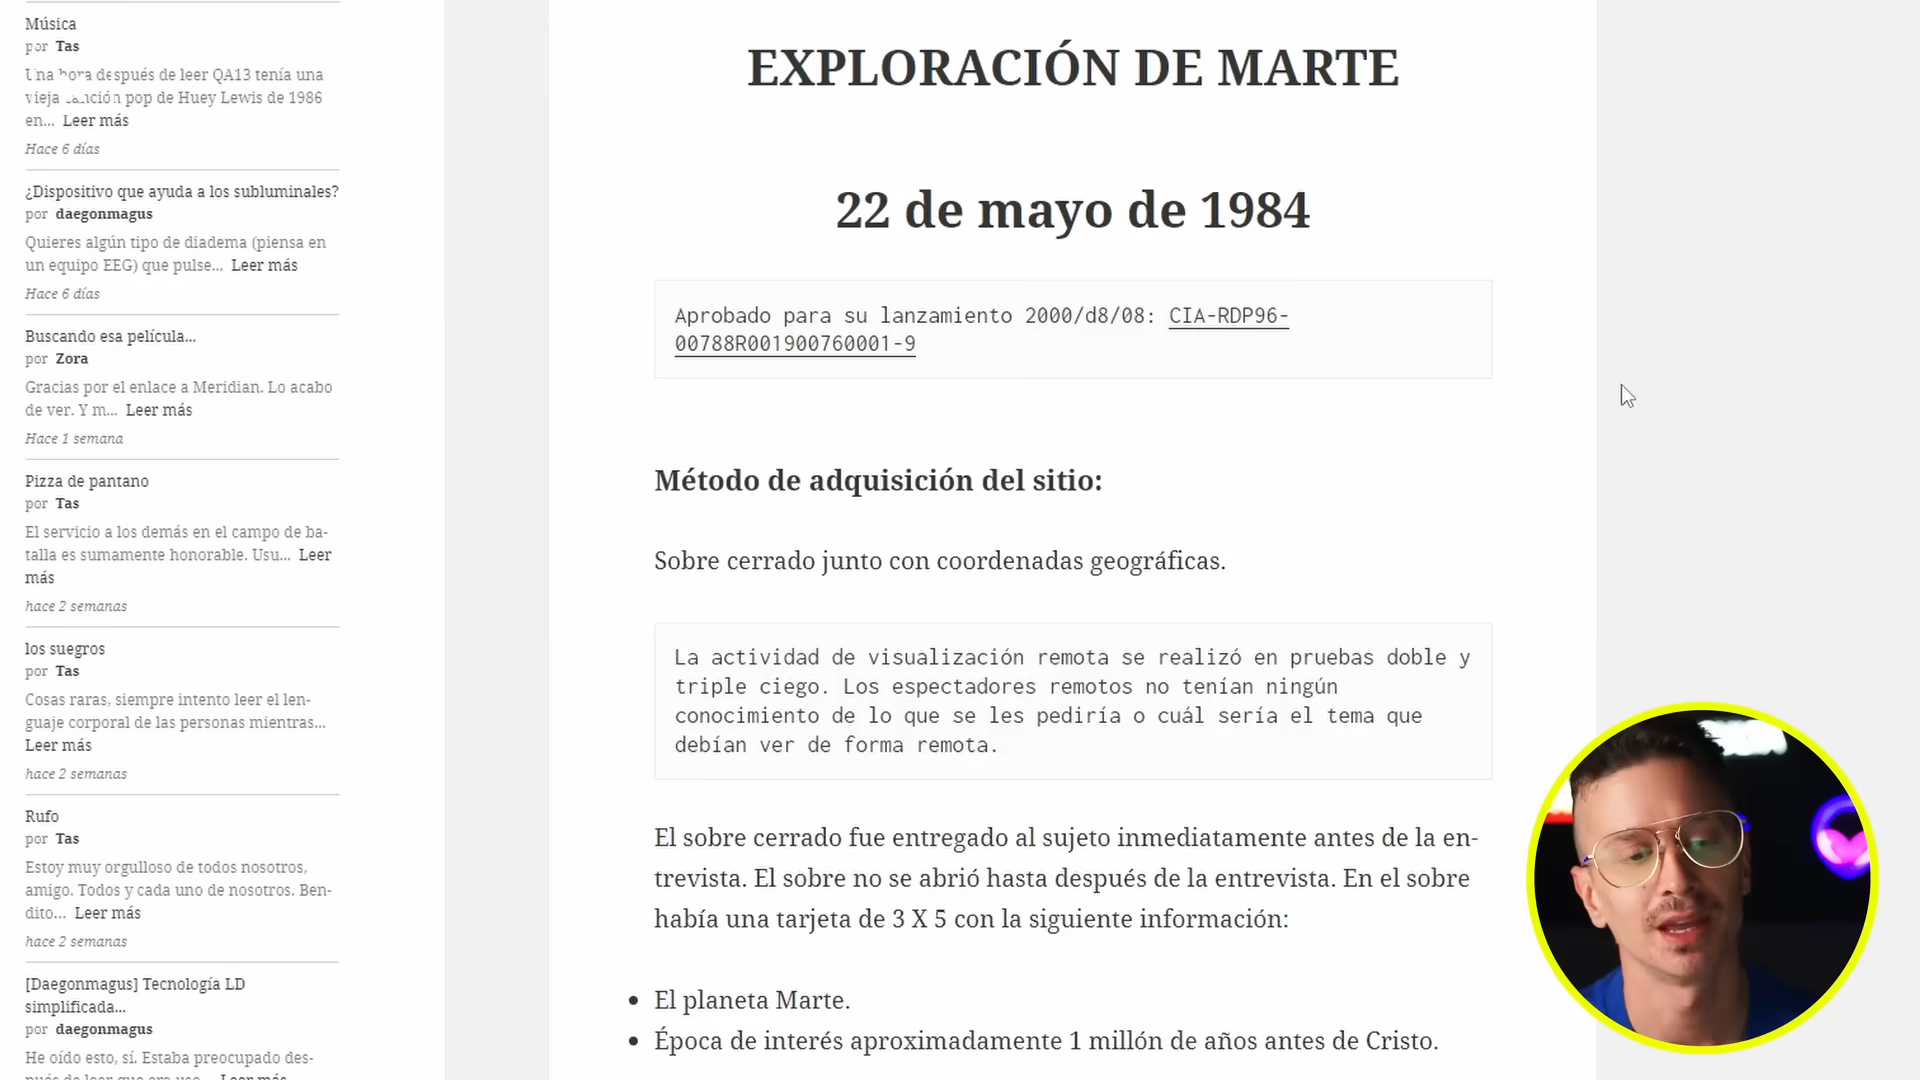 Música
por Tas
Una hora después de leer QA13 tenía una
vieja canción pop de Huey Lewis de 1986
en... Leer más
Hace 6 días
¿Dispositivo que ayuda a los subluminales?
por daegonmagus
Quieres algún tipo de diadema (piensa en
un equipo EEG) que pulse... Leer más
Hace 6 días
Buscando esa película...
por Zora
Gracias por el enlace a Meridian. Lo acabo
de ver. Y m... Leer más
Hace 1 semana
Pizza de pantano
por Tas
El servicio a los demás en el campo de ba-
talla es sumamente honorable. Usu... Leer
más
hace 2 semanas
los suegros
por Tas
Cosas raras, siempre intento leer el len-
guaje corporal de las personas mientras...
Leer más
hace 2 semanas
Rufo
por Tas
Estoy muy orgulloso de todos nosotros,
amigo. Todos y cada uno de nosotros. Ben-
dito... Leer más
hace 2 semanas
[Daegonmagus] Tecnología LD
simplificada...
por daegonmagus
He oído esto, sí. Estaba preocupado des-
pués de leer que era uso... Leer más
EXPLORACIÓN DE MARTE
22 de mayo de 1984
Aprobado para su lanzamiento 2000/d8/08: CIA-RDP96-
00788R001900760001-9
Método de adquisición del sitio:
Sobre cerrado junto con coordenadas geográficas.
La actividad de visualización remota se realizó en pruebas doble y
triple ciego. Los espectadores remotos no tenían ningún
conocimiento de lo que se les pediría o cuál sería el tema que
debían ver de forma remota.
El sobre cerrado fue entregado al sujeto inmediatamente antes de la en-
trevista. El sobre no se abrió hasta después de la entrevista. En el sobre
había una tarjeta de 3 X 5 con la siguiente información:
El planeta Marte.
Época de interés aproximadamente 1 millón de años antes de Cristo.